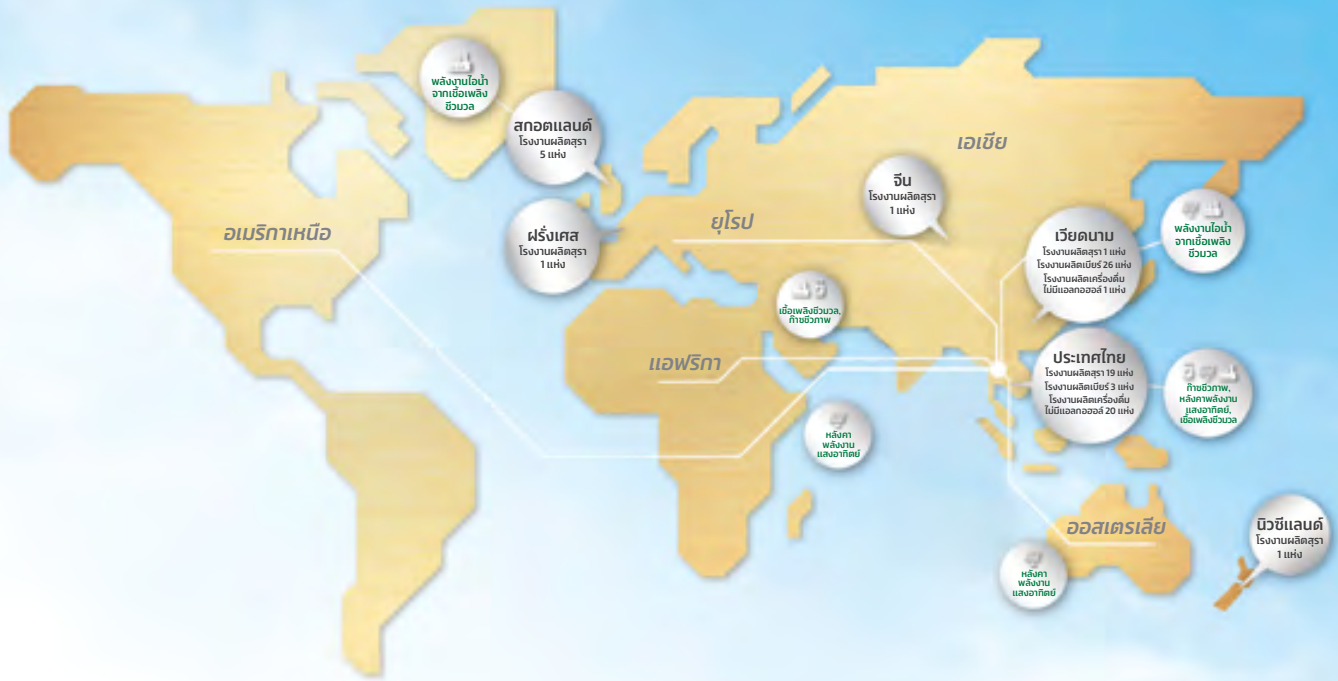 พลังงานไอน้ำ
จากเชื้อเพลิง
ชีวมวล
สกอตแลนด์
โรงงานผลิตสุรา
5 แห่ง
เอเชีย
จีน
โรงงานผลิตสุรา
1 แห่ง
อเมริกาเหนือ
ฝรั่งเศส
โรงงานผลิตสุรา
1 แห่ง
ยุโรป
เวียดนาม
โรงงานผลิตสุรา 1 แห่ง
โรงงานผลิตเบียร์ 26 แห่ง
โรงงานผลิตเครื่องดื่ม
ไม่มีแอลกอฮอล์ 1 แห่ง
พลังงานไอน้ำ
จากเชื้อเพลิง
ชีวมวล
เชื้อเพลิงชีวมวล,
ก๊าซชีวภาพ
แอฟริกา
ประเทศไทย
โรงงานผลิตสุรา 19 แห่ง
โรงงานผลิตเบียร์ 3 แห่ง
โรงงานผลิตเครื่องดื่ม
ไม่มีแอลกอฮอล์ 20 แห่ง
ก๊าซชีวภาพ,
หลังคาพลังงาน
แสงอาทิตย์,
เชื้อเพลิงชีวมวล
หลังคา
พลังงาน
แสงอาทิตย์
ออสเตรเลีย
นิวซีแลนด์
โรงงานผลิตสุรา
1 แห่ง
หลังคา
พลังงาน
แสงอาทิตย์